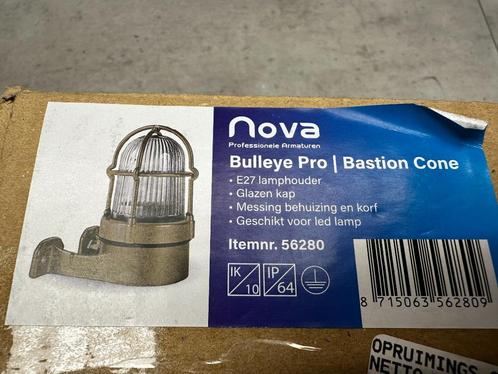 nova
Professionele Armaturen
Bulleye Pro | Bastion Cone
• E27 lamphouder
• Glazen kap
• Messing behuizing en korf
• Geschikt voor led lamp
Itemnr. 56280
IK 10
IP 64
8 715063 562809
OPRUIMINGS
NETTO